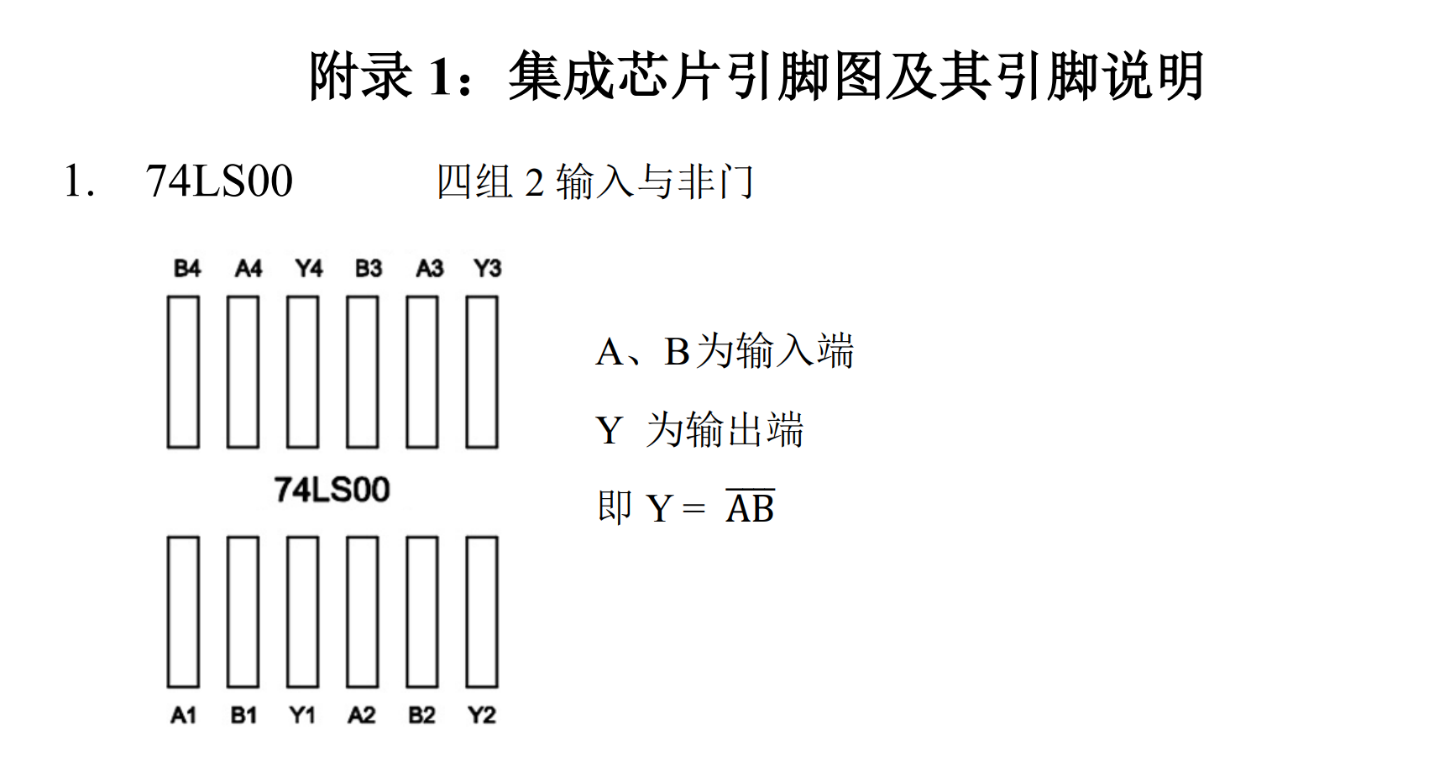 附录 1：集成芯片引脚图及其引脚说明
1. 74LS00 四组 2 输入与非门
B4 A4 Y4 B3 A3 Y3
A、B为输入端
Y 为输出端
74LS00
即 Y = A̅B̅
A1 B1 Y1 A2 B2 Y2